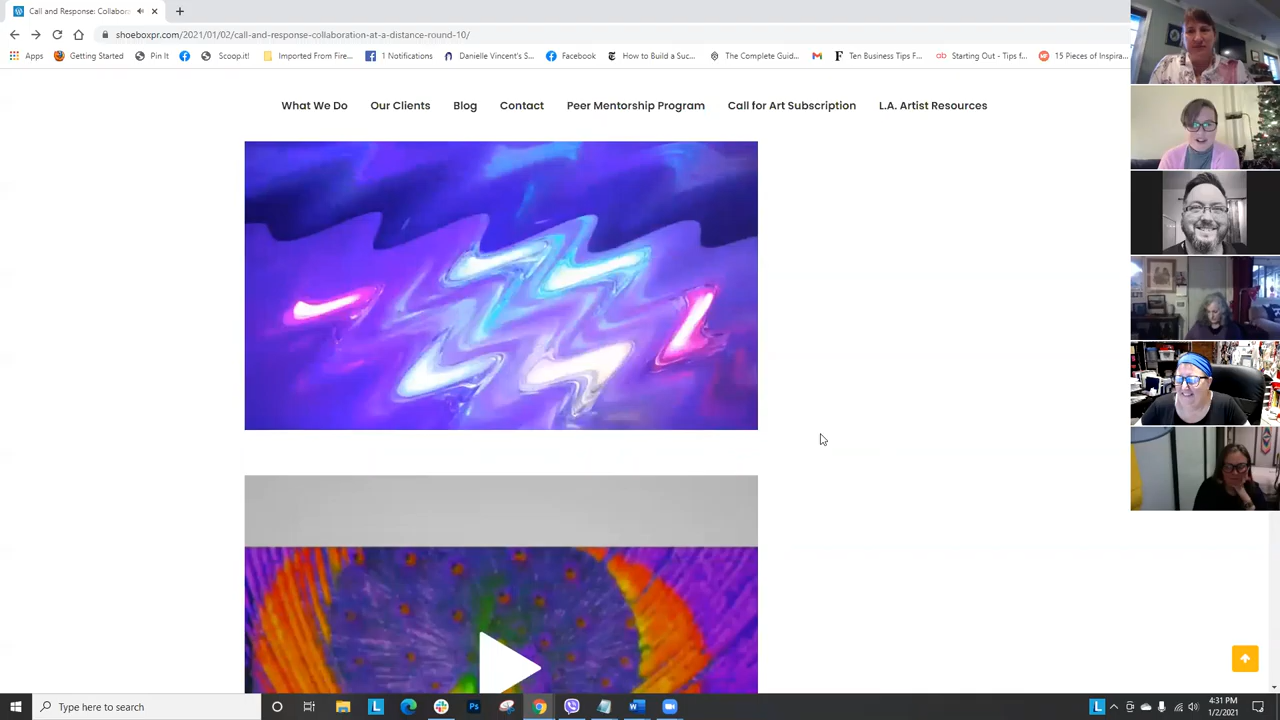 Call and Response: Collabora
shoeboxpr.com/2021/01/02/call-and-response-collaboration-at-a-distance-round-10/
Apps Getting Started Pin It Scoop.it! Imported From Fire... 1 Notifications Danielle Vincent's S... Facebook How to Build a Suc... The Complete Guid... Ten Business Tips F... Starting Out - Tips f... 15 Pieces of Inspira...
What We Do Our Clients Blog Contact Peer Mentorship Program Call for Art Subscription L.A. Artist Resources
Type here to search
4:31 PM
1/2/2021